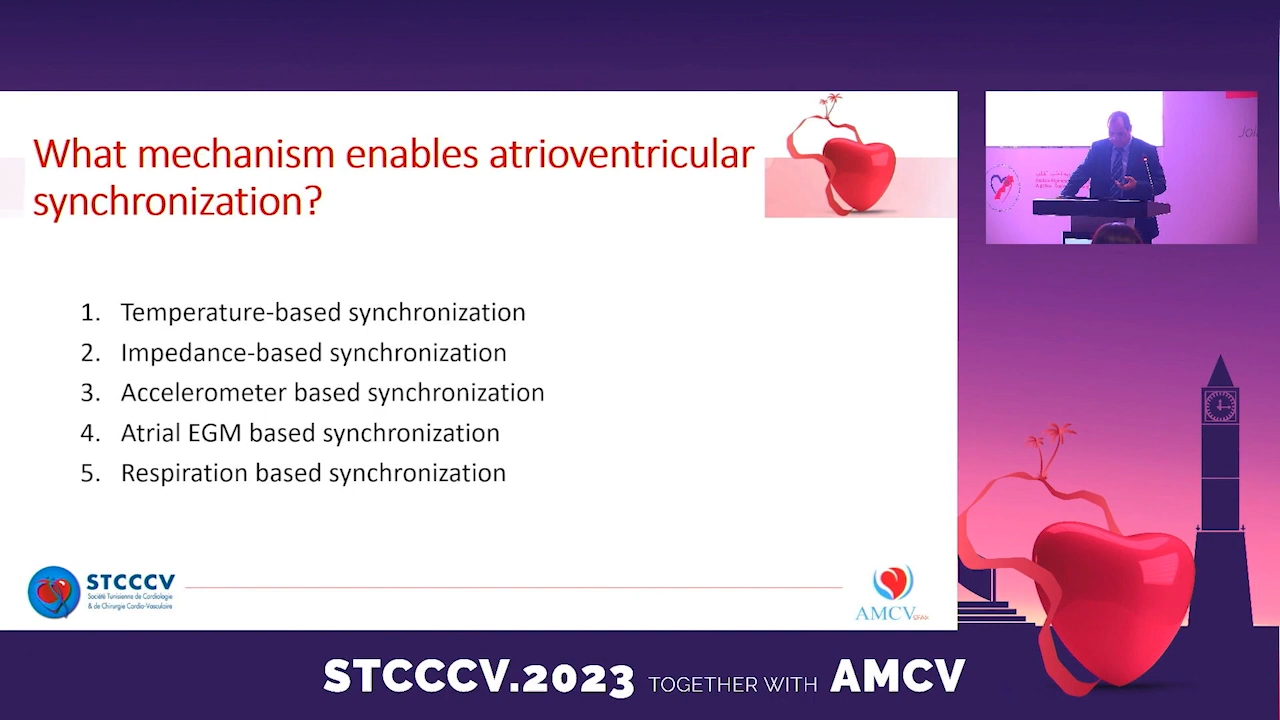 What mechanism enables atrioventricular
synchronization?
1. Temperature-based synchronization
2. Impedance-based synchronization
3. Accelerometer based synchronization
4. Atrial EGM based synchronization
5. Respiration based synchronization
STCCCV
Société Tunisienne de Cardiologie
& de Chirurgie Cardio-Vasculaire
AMCV
STCCCV.2023 TOGETHER WITH AMCV